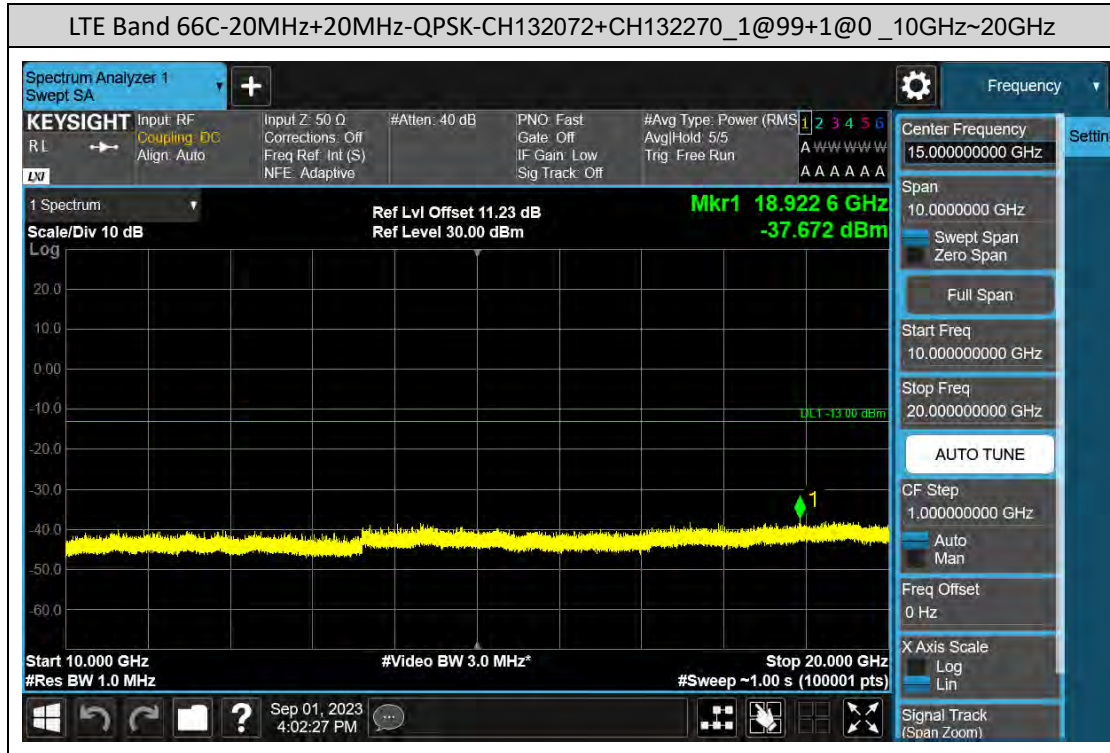 LTE Band 66C-20MHz+20MHz-QPSK-CH132072+CH132270_1@99+1@0 _10GHz~20GHz
Spectrum Analyzer 1
Swept SA
+
Frequency
KEYSIGHT
RL
LXI
Input: RF
Coupling: DC
Align: Auto
Input Z: 50 Ω
Corrections: Off
Freq Ref: Int (S)
NFE: Adaptive
#Atten: 40 dB
PNO: Fast
Gate: Off
IF Gain: Low
Sig Track: Off
#Avg Type: Power (RMS
Avg|Hold: 5/5
Trig: Free Run
1 2 3 4 5 6
A W W W W W
A A A A A A
Center Frequency
15.000000000 GHz
Settin
1 Spectrum
Scale/Div 10 dB
Log
Ref Lvl Offset 11.23 dB
Ref Level 30.00 dBm
Mkr1 18.922 6 GHz
-37.672 dBm
20.0
10.0
0.00
-10.0
-20.0
-30.0
-40.0
-50.0
-60.0
DL1 -13.00 dBm
1
Start 10.000 GHz
#Res BW 1.0 MHz
#Video BW 3.0 MHz*
Stop 20.000 GHz
#Sweep ~1.00 s (100001 pts)
Span
10.0000000 GHz
Swept Span
Zero Span
Full Span
Start Freq
10.000000000 GHz
Stop Freq
20.000000000 GHz
AUTO TUNE
CF Step
1.000000000 GHz
Auto
Man
Freq Offset
0 Hz
X Axis Scale
Log
Lin
Signal Track
(Span Zoom)
?
Sep 01, 2023
4:02:27 PM